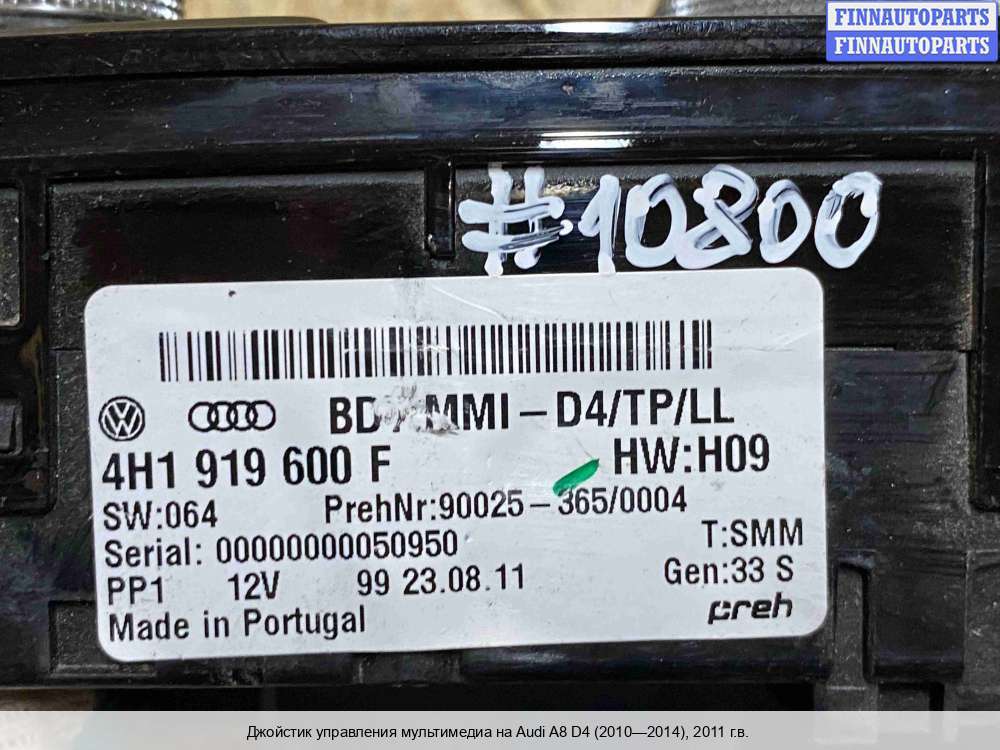 FINNAUTOPARTS
FINNAUTOPARTS
#10800
BD / MMI – D4/TP/LL
4H1 919 600 F HW:H09
SW:064 PrehNr:90025 – 365/0004
Serial: 00000000050950 T:SMM
PP1 12V 99 23.08.11 Gen:33 S
Made in Portugal preh
Джойстик управления мультимедиа на Audi A8 D4 (2010—2014), 2011 г.в.